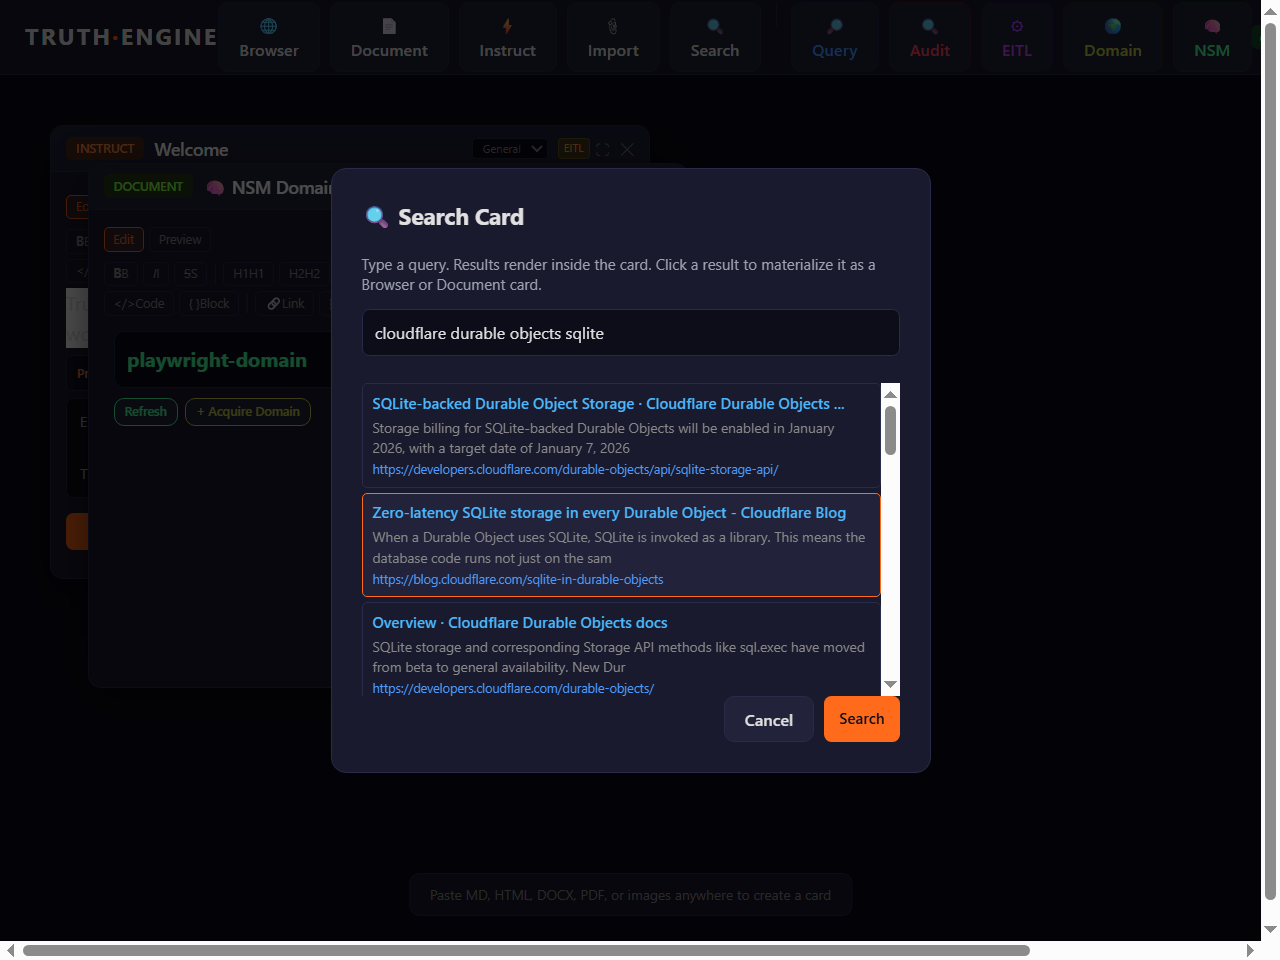 TRUTH·ENGINE
Browser
Document
Instruct
Import
Search
Query
Audit
EITL
Domain
NSM
INSTRUCT
Welcome
General
EITL
DOCUMENT
NSM Domain
Edit
Preview
BB
II
SS
H1H1
H2H2
</>Code
{ }Block
Link
playwright-domain
Refresh
+ Acquire Domain
Search Card
Type a query. Results render inside the card. Click a result to materialize it as a
Browser or Document card.
cloudflare durable objects sqlite
SQLite-backed Durable Object Storage · Cloudflare Durable Objects ...
Storage billing for SQLite-backed Durable Objects will be enabled in January
2026, with a target date of January 7, 2026
https://developers.cloudflare.com/durable-objects/api/sqlite-storage-api/
Zero-latency SQLite storage in every Durable Object - Cloudflare Blog
When a Durable Object uses SQLite, SQLite is invoked as a library. This means the
database code runs not just on the sam
https://blog.cloudflare.com/sqlite-in-durable-objects
Overview · Cloudflare Durable Objects docs
SQLite storage and corresponding Storage API methods like sql.exec have moved
from beta to general availability. New Dur
https://developers.cloudflare.com/durable-objects/
Cancel
Search
Paste MD, HTML, DOCX, PDF, or images anywhere to create a card